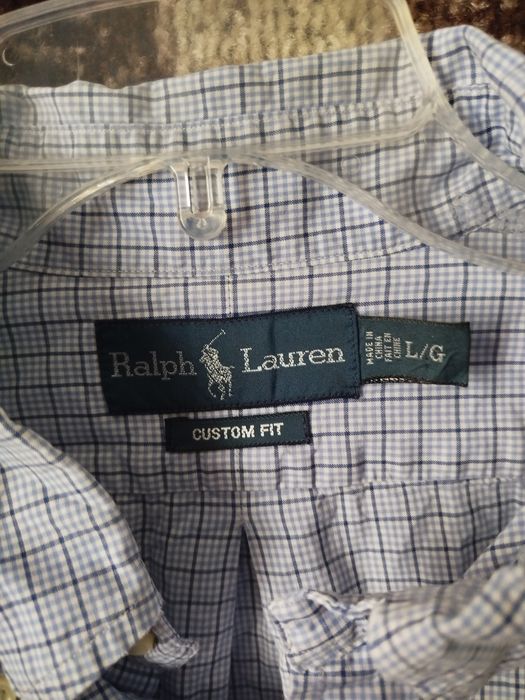 Ralph Lauren
MADE IN
CHINA
FAIT EN
CHINE
L/G
CUSTOM FIT